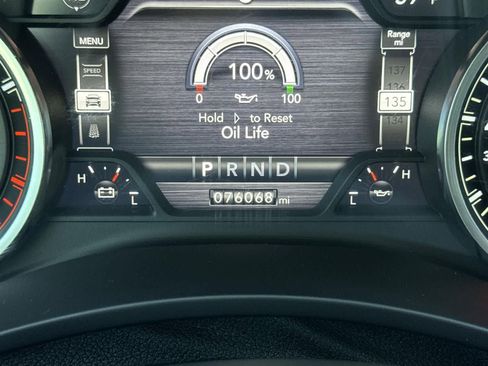 MENU
Range
mi
SPEED
137
136
135
134
100 %
0
100
Hold ▷ to Reset
Oil Life
P R N D
H
L
H
L
076068 mi